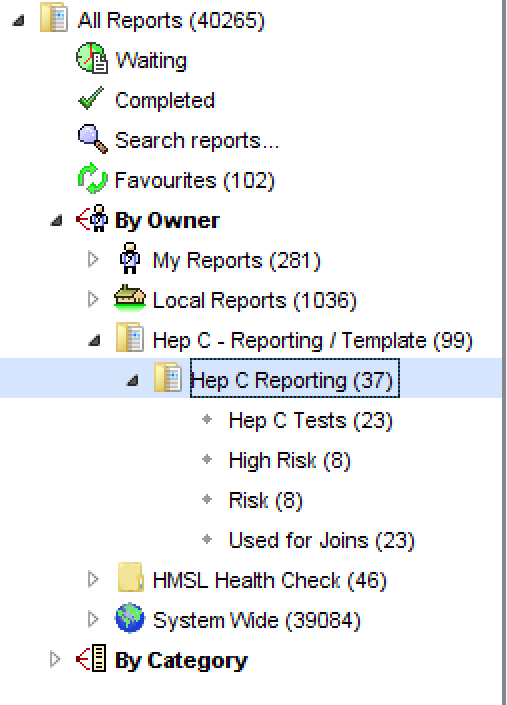 All Reports (40265)
Waiting
Completed
Search reports...
Favourites (102)
By Owner
My Reports (281)
Local Reports (1036)
Hep C - Reporting / Template (99)
Hep C Reporting (37)
Hep C Tests (23)
High Risk (8)
Risk (8)
Used for Joins (23)
HMSL Health Check (46)
System Wide (39084)
By Category